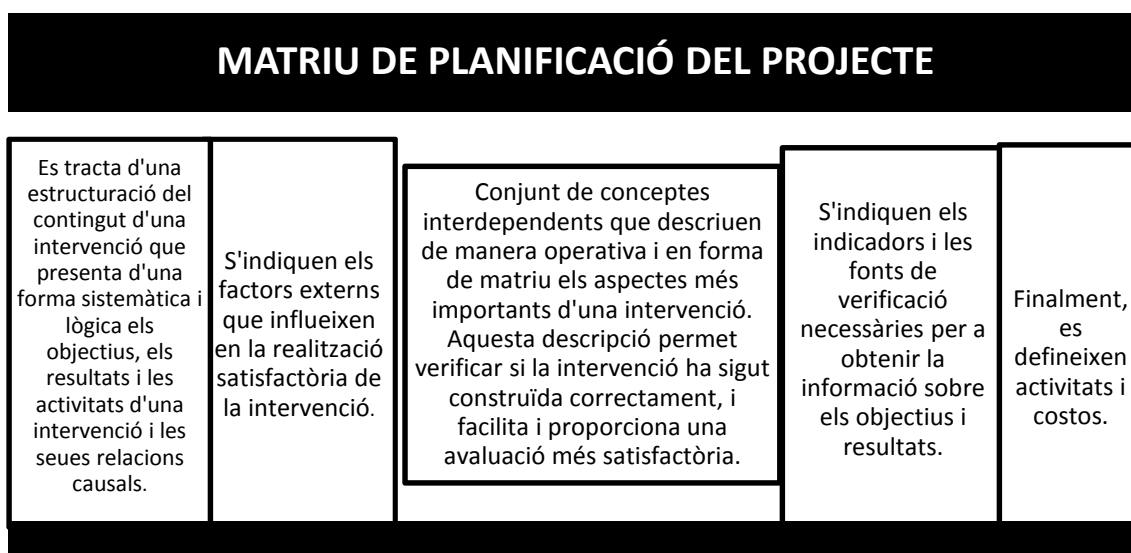 MATRIU DE PLANIFICACIÓ DEL PROJECTE
Es tracta d'una
estructuració del
contingut d'una
intervenció que
presenta d'una
forma sistemàtica i
lògica els
objectius, els
resultats i les
activitats d'una
intervenció i les
seues relacions
causals.
S'indiquen els
factors externs
que influeixen
en la realització
satisfactòria de
la intervenció.
Conjunt de conceptes
interdependents que descriuen
de manera operativa i en forma
de matriu els aspectes més
importants d'una intervenció.
Aquesta descripció permet
verificar si la intervenció ha sigut
construïda correctament, i
facilita i proporciona una
avaluació més satisfactòria.
S'indiquen els
indicadors i les
fonts de
verificació
necessàries per a
obtenir la
informació sobre
els objectius i
resultats.
Finalment,
es
defineixen
activitats i
costos.